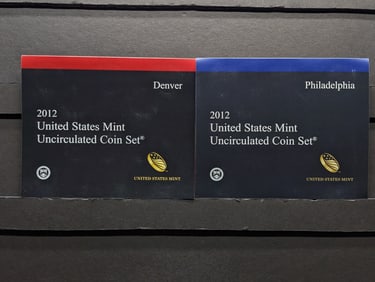 Denver
2012
United States Mint
Uncirculated Coin Set®
UNITED STATES MINT
Philadelphia
2012
United States Mint
Uncirculated Coin Set®
UNITED STATES MINT